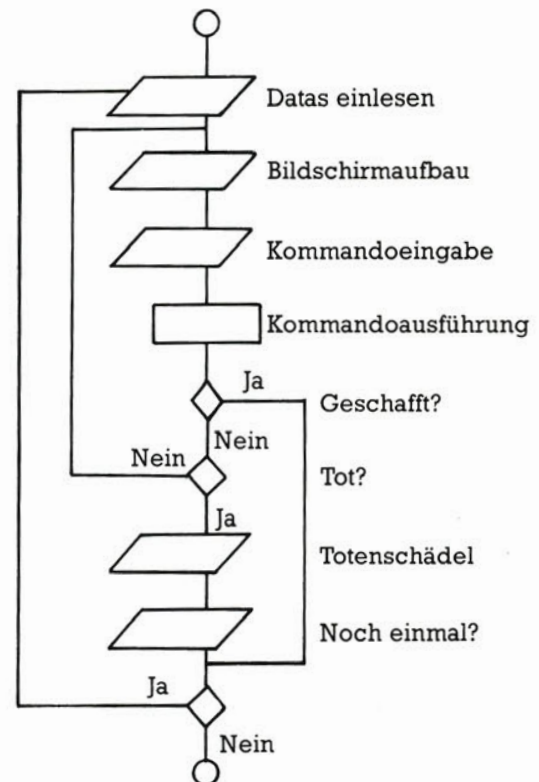 Datas einlesen
Bildschirmaufbau
Kommandoeingabe
Kommandoausführung
Ja
Geschafft?
Nein
Nein
Tot?
Ja
Totenschädel
Noch einmal?
Ja
Nein